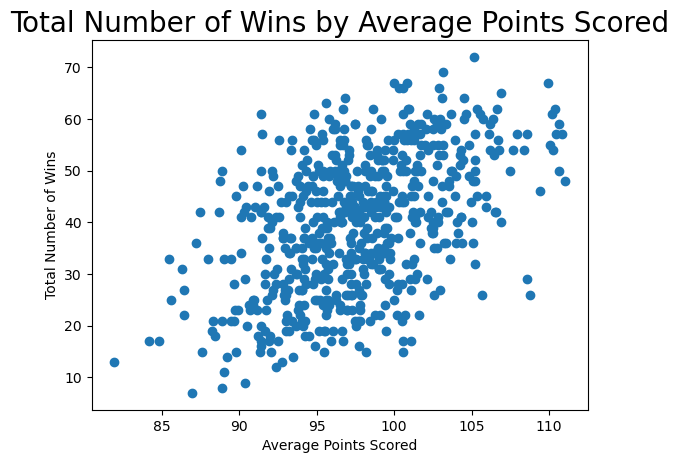 Total Number of Wins by Average Points Scored
70
60
50
40
30
20
10
Total Number of Wins
85 90 95 100 105 110
Average Points Scored